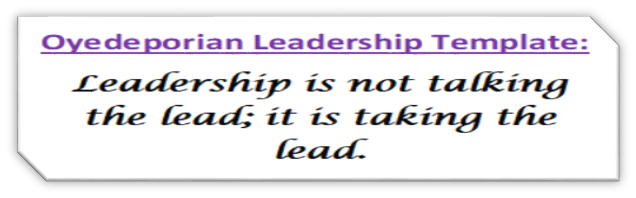 Oyedeporian Leadership Template:
Leadership is not talking
the lead; it is taking the
lead.